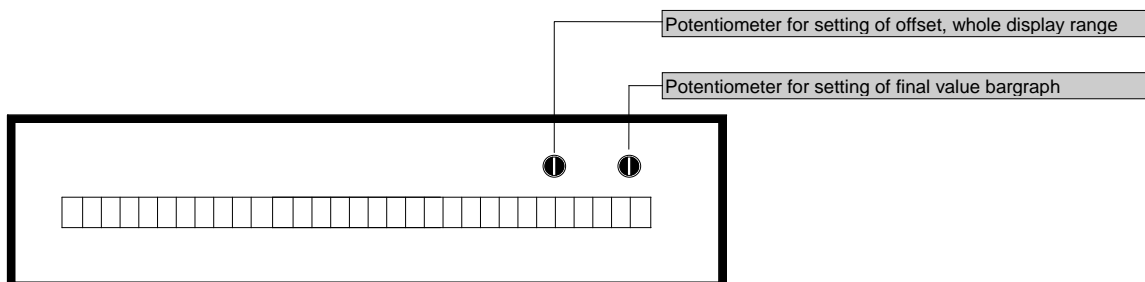 Potentiometer for setting of offset, whole display range
Potentiometer for setting of final value bargraph